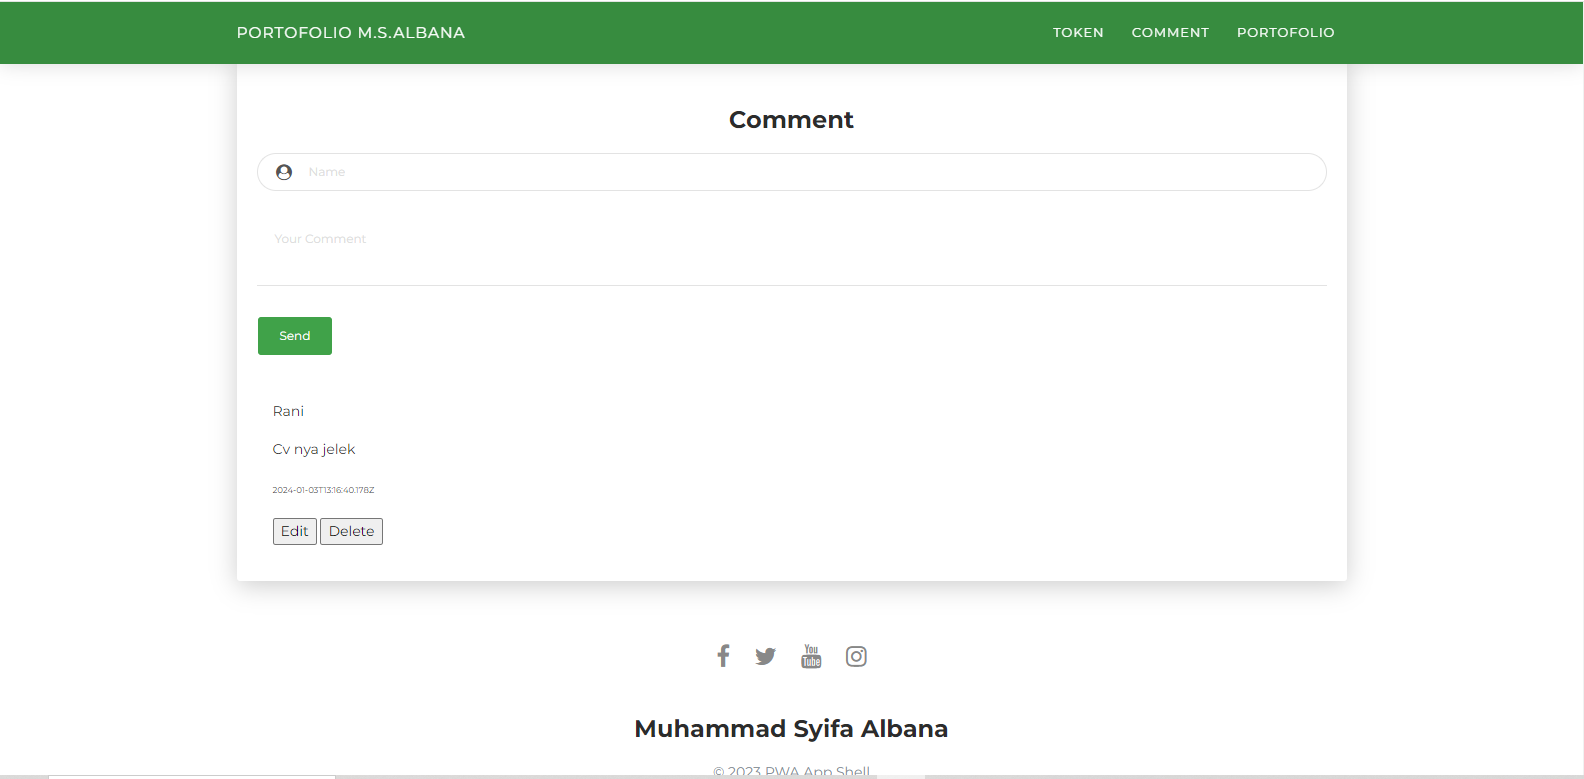 PORTOFOLIO M.S.ALBANA TOKEN COMMENT PORTOFOLIO
Comment
Name
Your Comment
Send
Rani
Cv nya jelek
2024-01-03T13:16:40.178Z
Edit Delete
You
Tube
Muhammad Syifa Albana
© 2023 PWA App Shell